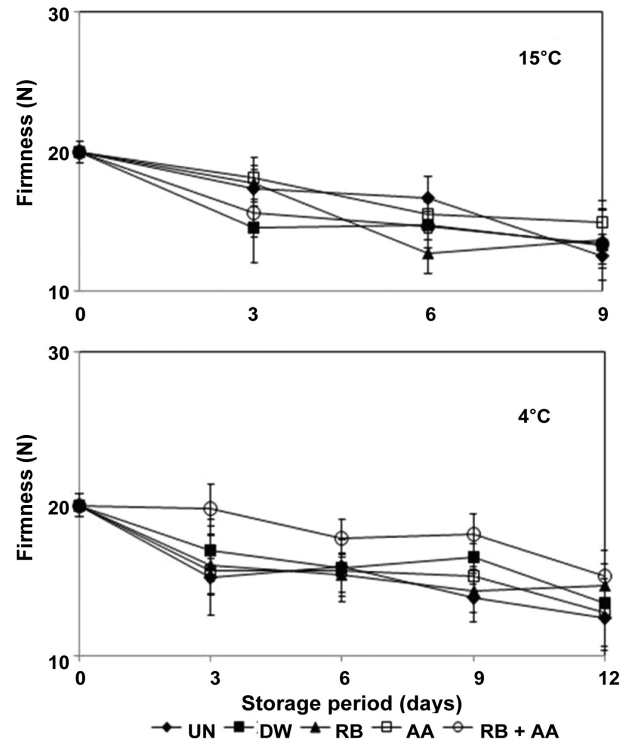 30
15°C
Firmness (N)
20
10
0 3 6 9
30
4°C
Firmness (N)
20
10
0 3 6 9 12
Storage period (days)
UN DW RB AA RB + AA